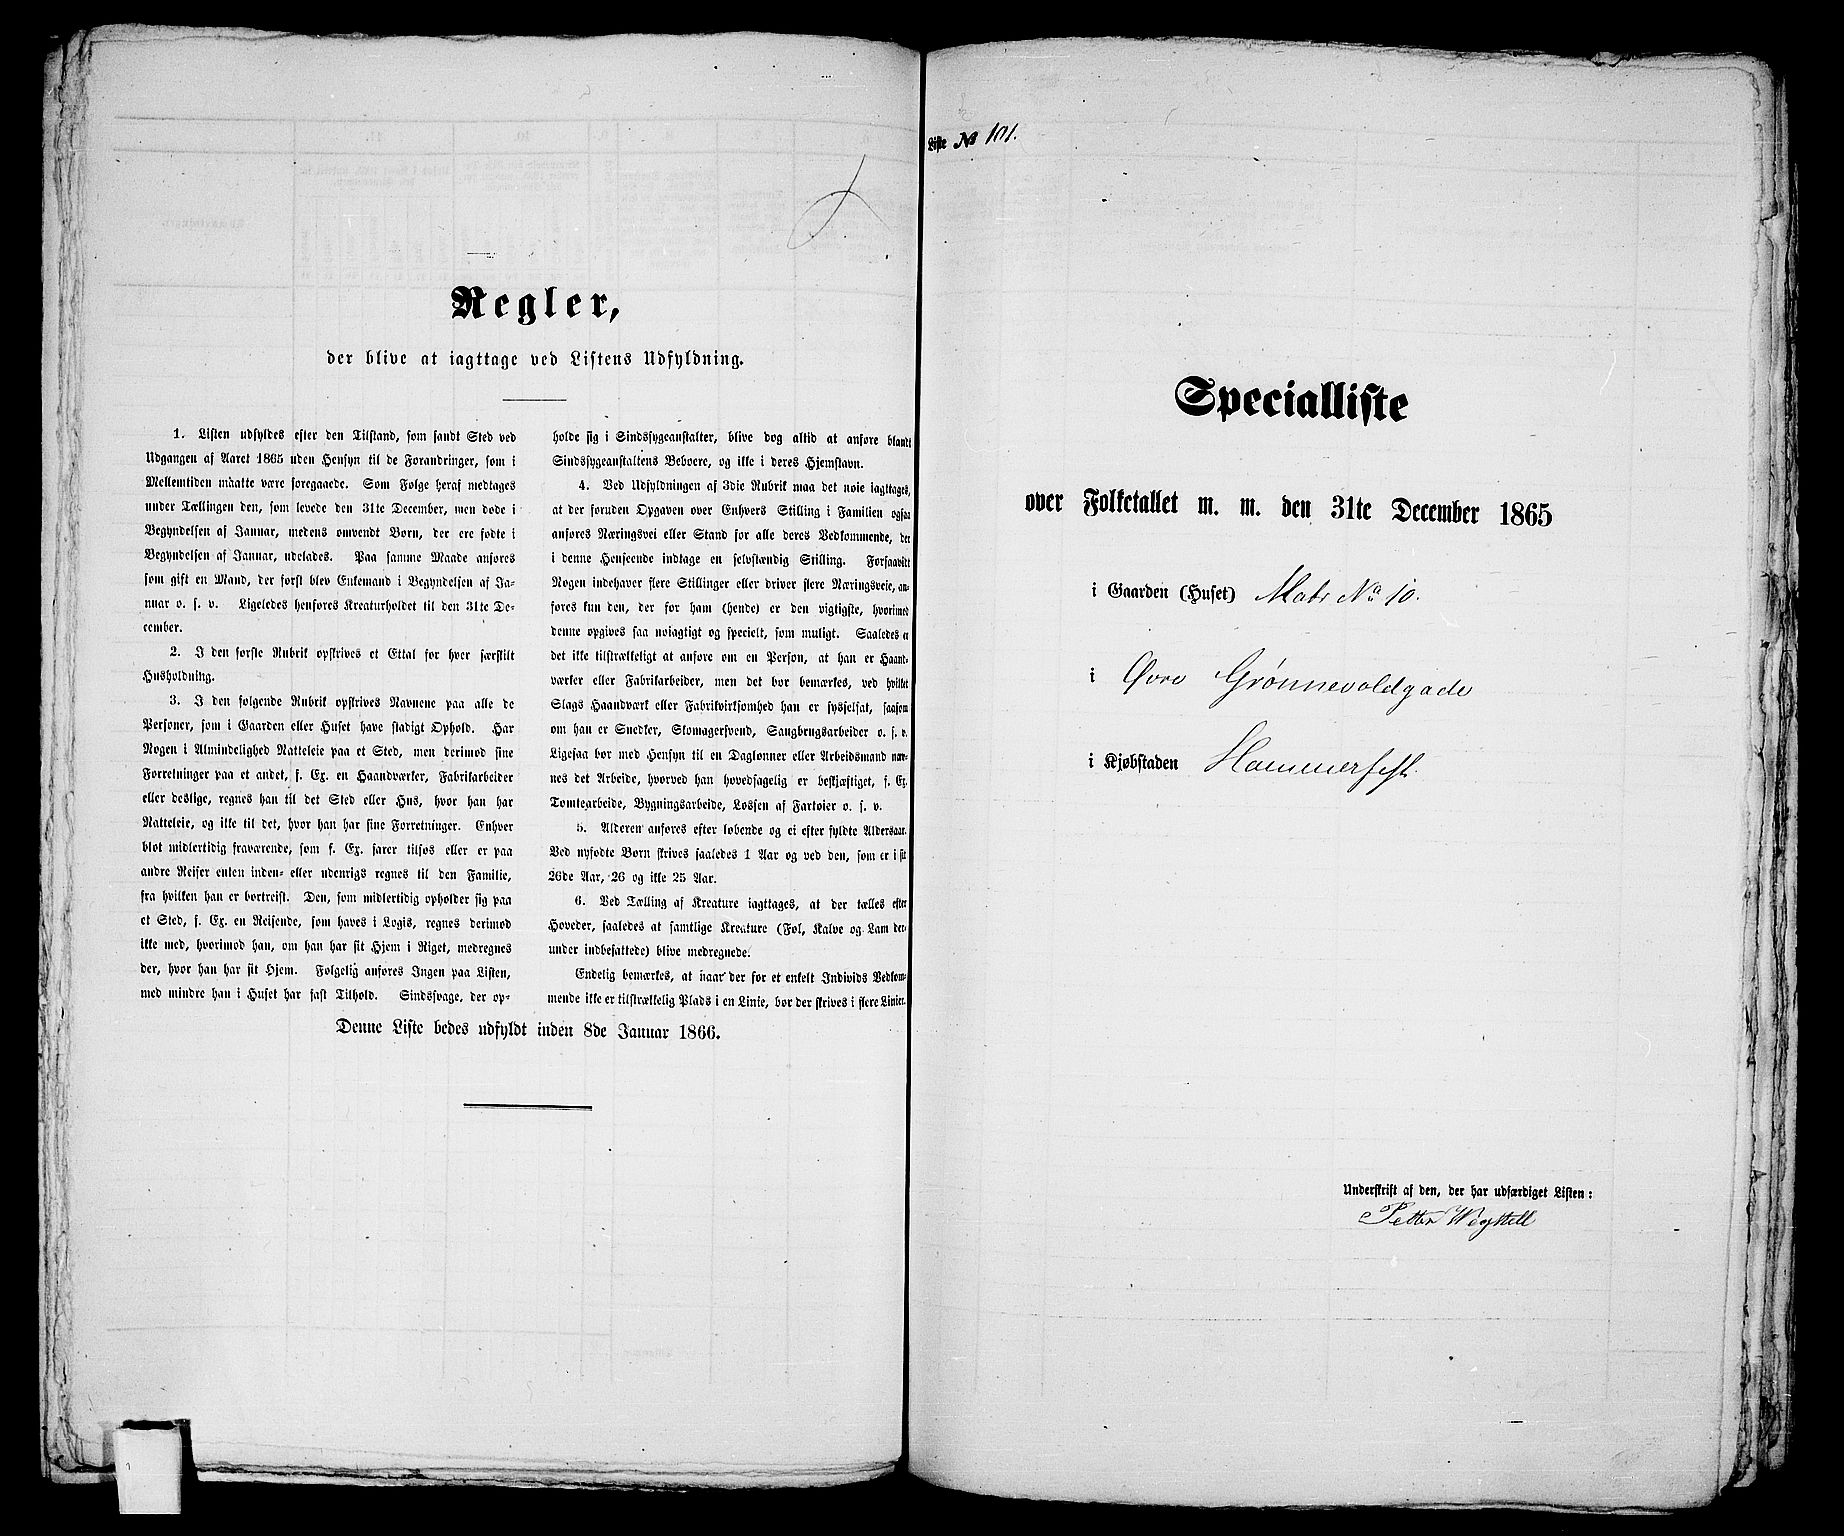 Regler,
der blive at iagttage ved Listens Udfyldning.
1. Listen udfyldes efter den Tilstand, som fandt Sted ved
Udgangen af Aaret 1865 uden Hensyn til de Forandringer, som i
Mellemtiden maatte være foregaaede. Som Følge heraf medtages
under Tællingen den, som levede den 31te December, men døde i
Begyndelsen af Januar, medens omvendt Børn, der ere fødte i
Begyndelsen af Januar, udelades. Paa samme Maade anføres
som gift en Mand, der først blev Enkemand i Begyndelsen af Ja-
nuar o. s. v. Ligeledes henføres Kreaturholdet til den 31te De-
cember.
2. I den første Rubrik opskrives et Ettal for hver særskilt
Husholdning.
3. I den følgende Rubrik opskrives Navnene paa alle de
Personer, som i Gaarden eller Huset have stadigt Ophold. Har
Nogen i Almindelighed Natteleie paa et Sted, men derimod sine
Forretninger paa et andet, f. Ex. en Haandværker, Fabrikarbeider
eller deslige, regnes han til det Sted eller Hus, hvor han har
Natteleie, og ikke til det, hvor han har sine Forretninger. Enhver
blot midlertidig fraværende, som f. Ex. farer tilsøs eller er paa
andre Reiser enten inden- eller udenrigs regnes til den Familie,
fra hvilken han er bortreist. Den, som midlertidig opholder sig paa
et Sted, f. Ex. en Reisende, som haves i Logis, regnes derimod
ikke med, hvorimod han, om han har sit Hjem i Riget, medregnes
der, hvor han har sit Hjem. Følgelig anføres Ingen paa Listen,
med mindre han i Huset har fast Tilhold. Sindssvage, der op-
holde sig i Sindssygeanstalter, blive dog altid at anføre blandt
Sindssygeanstaltens Beboere, og ikke i deres Hjemstavn.
4. Ved Udfyldningen af 3die Rubrik maa det nøie iagttages,
at der foruden Opgaven over Enhvers Stilling i Familien ogsaa
anføres Næringsvei eller Stand for alle deres Vedkommende, der
i denne Henseende indtage en selvstændig Stilling. Forsaavidt
Nogen indehaver flere Stillinger eller driver flere Næringsveie, an-
føres kun den, der for ham (hende) er den vigtigste, hvorimod
denne opgives saa nøiagtigt og specielt, som muligt. Saaledes er
det ikke tilstrækkeligt at anføre om en Person, at han er Haand-
værker eller Fabrikarbeider, men det bør bemærkes, ved hvilket
Slags Haandværk eller Fabrikvirksomhed han er sysselsat, saasom
om han er Snedker, Skomagersvend, Saugbrugsarbeider o. s. v.
Ligesaa bør med Hensyn til en Daglønner eller Arbeidsmand næv-
nes det Arbeide, hvorved han hovedsagelig er beskjæftiget, f. Ex.
Tomtearbeide, Bygningsarbeide, Lossen af Fartøier o. s. v.
5. Alderen anføres efter løbende og ei efter fyldte Aldersaar.
Ved nyfødte Børn skrives saaledes 1 Aar og ved den, som er i sit
26de Aar, 26 og ikke 25 Aar.
6. Ved Tælling af Kreature iagttages, at der tælles efter
Hoveder, saaledes at samtlige Kreature (Føl, Kalve og Lam der-
under indbefattede) blive medregnede.
Endelig bemærkes, at naar der for et enkelt Individs Vedkom-
mende ikke er tilstrækkelig Plads i en Linie, bør der skrives i flere Linier.
Denne Liste bedes udfyldt inden 8de Januar 1866.
Liste № 101.
Specialliste
over Folketallet m. m. den 31te December 1865
i Gaarden (Huset) Matr No 10.
i Øvre Grønnevoldgade
i Kjøbstaden Hammerfest.
Underskrift af den, der har udfærdiget Listen:
Petter